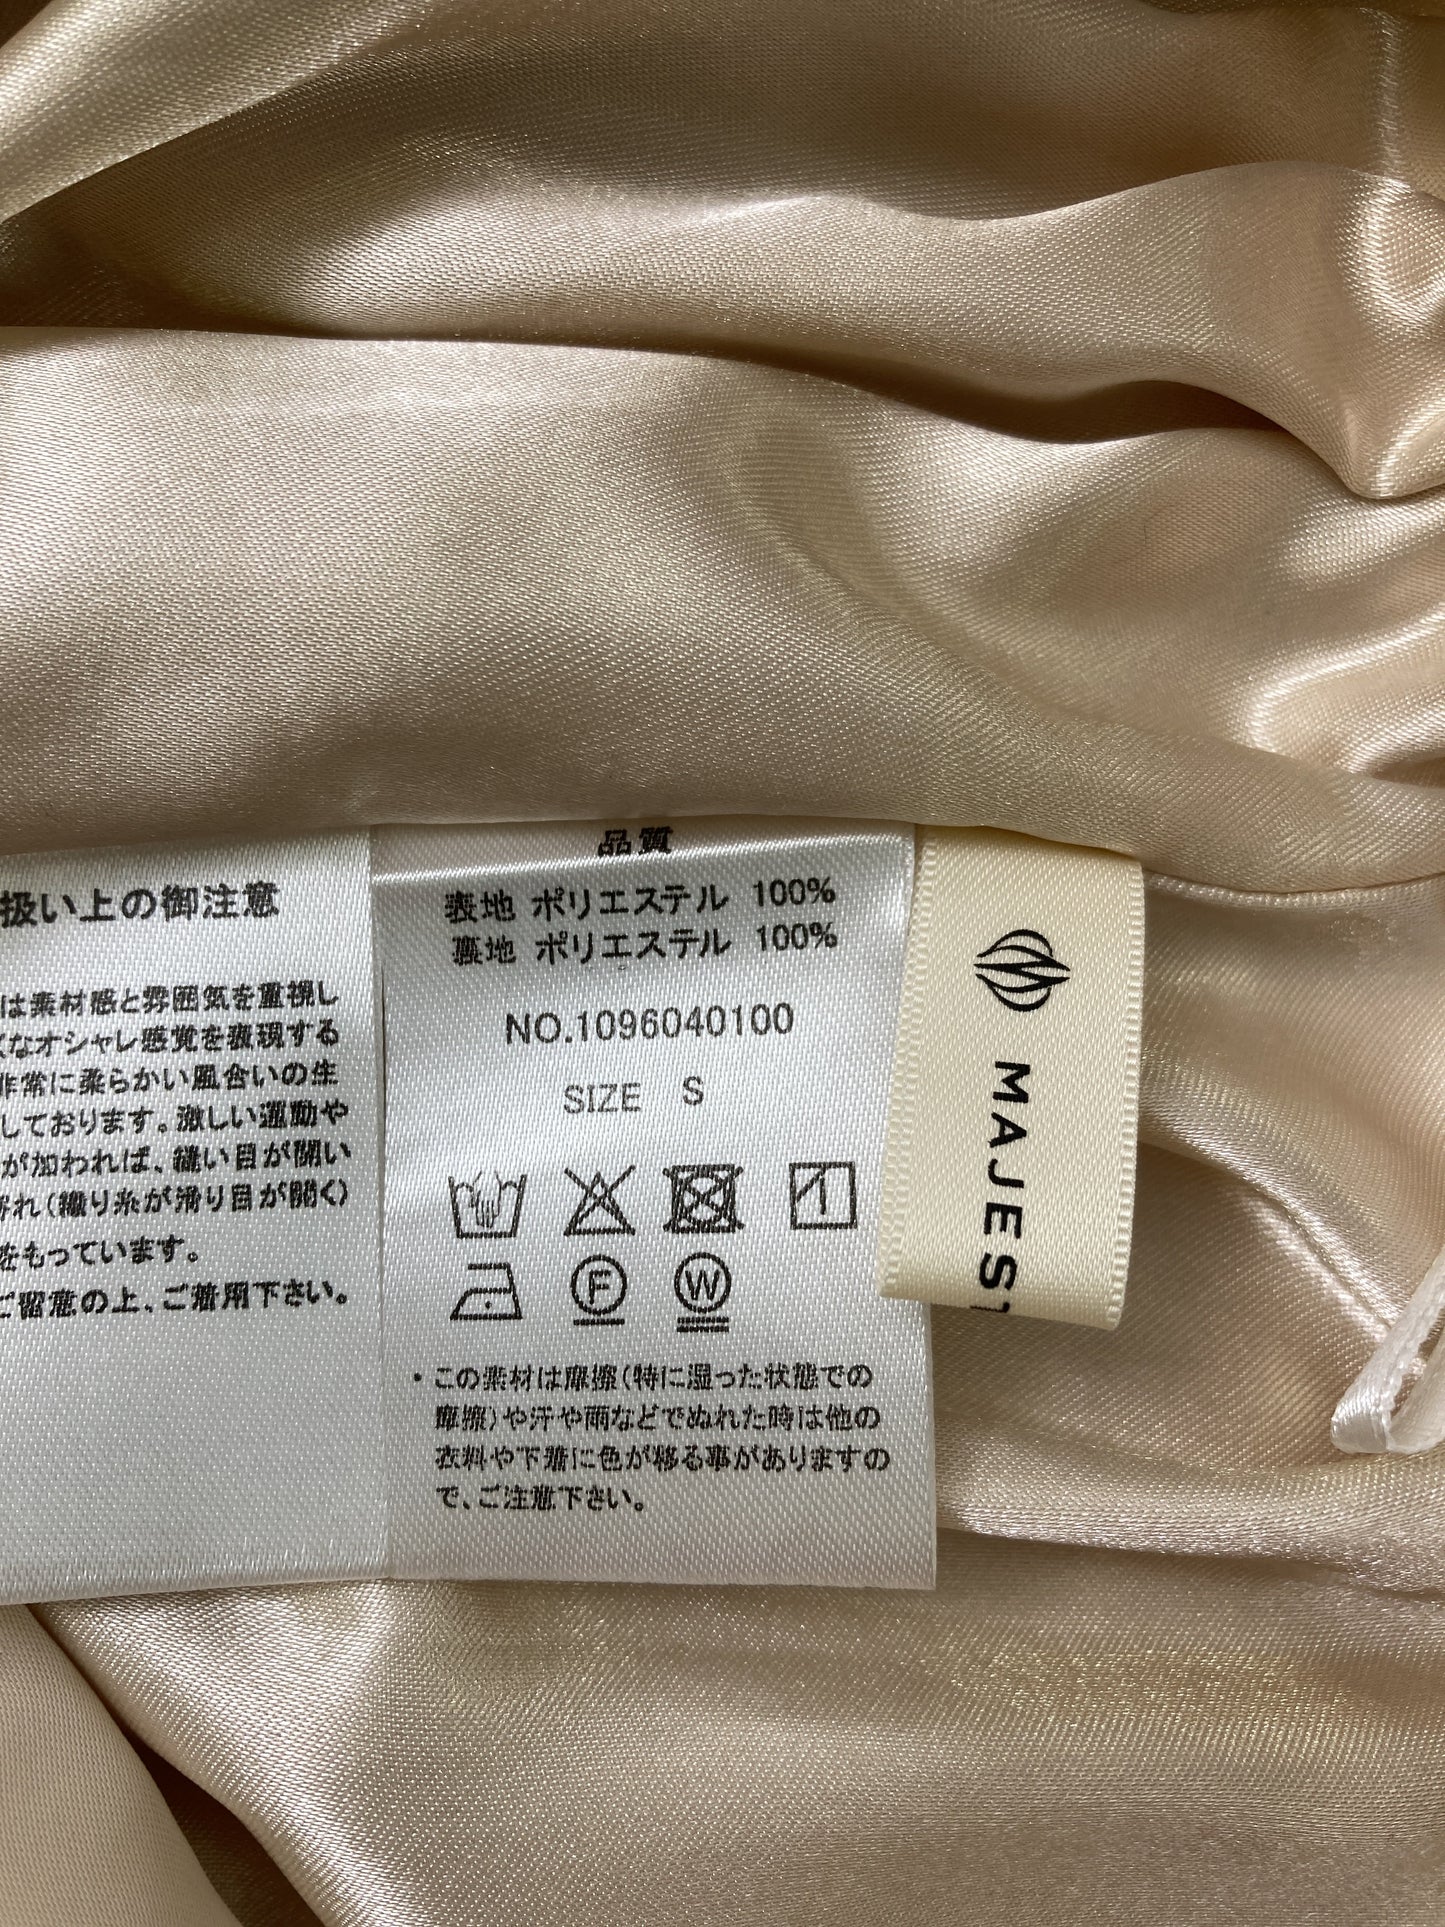 扱い上の御注意
は素材感と雰囲気を重視し
なオシャレ感覚を表現する
非常に柔らかい風合いの生
しております。激しい運動や
が加われば、縫い目が開い
れ(織り糸が滑り目が開く)
をもっています。
ご留意の上、ご着用下さい。
品質
表地 ポリエステル 100%
裏地 ポリエステル 100%
NO.1096040100
SIZE S
F W
・この素材は摩擦(特に湿った状態での
摩擦)や汗や雨などでぬれた時は他の
衣料や下着に色が移る事がありますの
で、ご注意下さい。
MAJES